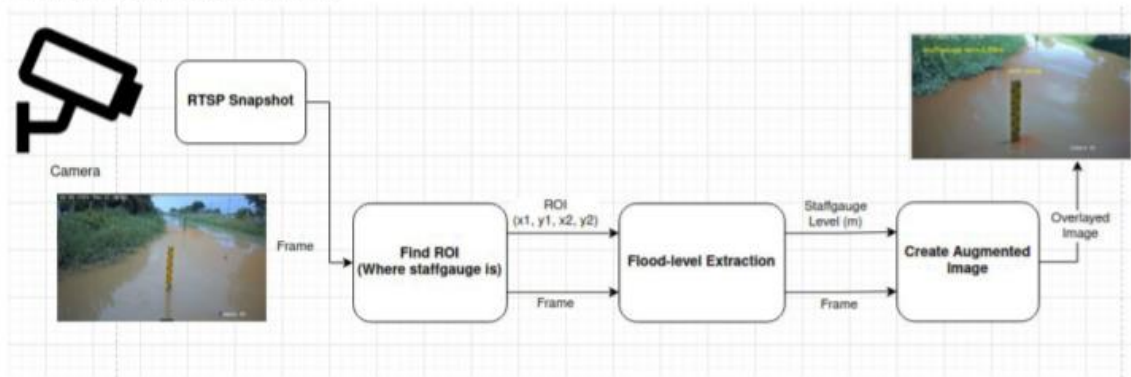 RTSP Snapshot
Camera
Frame
Find ROI
(Where staffgauge is)
ROI
(x1, y1, x2, y2)
Frame
Flood-level Extraction
Staffgauge
Level (m)
Frame
Create Augmented
Image
Overlayed
Image